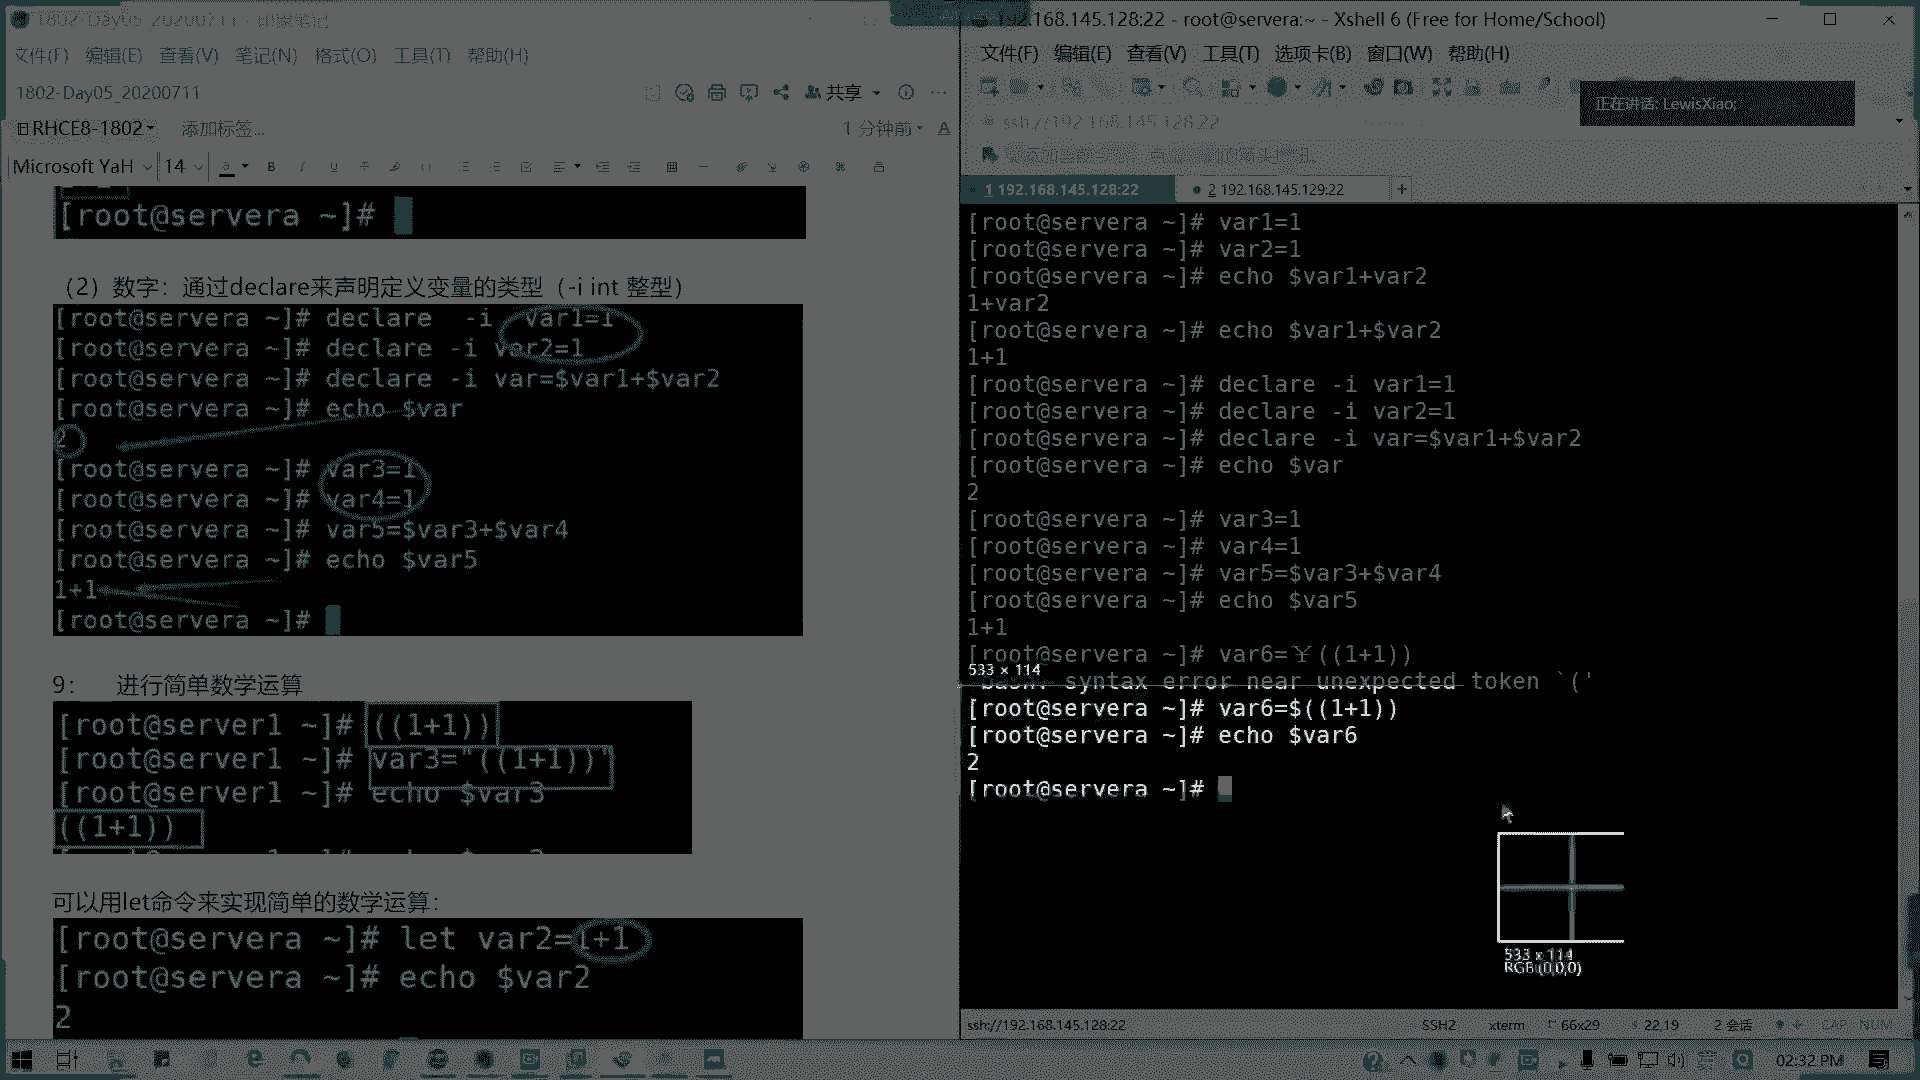 1802-Day05_20200711 - 印象笔记
文件(F) 编辑(E) 查看(V) 笔记(N) 格式(O) 工具(T) 帮助(H)
1802-Day05_20200711
共享
RHCE8-1802
添加标签...
1 分钟前
Microsoft YaH 14
[root@servera ~]#
（2）数字：通过declare来声明定义变量的类型（-i int 整型）
[root@servera ~]# declare  -i  var1=1
[root@servera ~]# declare -i var2=1
[root@servera ~]# declare -i var=$var1+$var2
[root@servera ~]# echo $var
2
[root@servera ~]# var3=1
[root@servera ~]# var4=1
[root@servera ~]# var5=$var3+$var4
[root@servera ~]# echo $var5
1+1
[root@servera ~]#
9： 进行简单数学运算
[root@server1 ~]# ((1+1))
[root@server1 ~]# var3="((1+1))"
[root@server1 ~]# echo $var3
((1+1))
可以用let命令来实现简单的数学运算：
[root@servera ~]# let var2=1+1
[root@servera ~]# echo $var2
2
192.168.145.128:22 - root@servera:~ - Xshell 6 (Free for Home/School)
文件(F) 编辑(E) 查看(V) 工具(T) 选项卡(B) 窗口(W) 帮助(H)
正在讲话: LewisXiao;
ssh://192.168.145.128:22
1 192.168.145.128:22
2 192.168.145.129:22
[root@servera ~]# var1=1
[root@servera ~]# var2=1
[root@servera ~]# echo $var1+var2
1+var2
[root@servera ~]# echo $var1+$var2
1+1
[root@servera ~]# declare -i var1=1
[root@servera ~]# declare -i var2=1
[root@servera ~]# declare -i var=$var1+$var2
[root@servera ~]# echo $var
2
[root@servera ~]# var3=1
[root@servera ~]# var4=1
[root@servera ~]# var5=$var3+$var4
[root@servera ~]# echo $var5
1+1
[root@servera ~]# var6=￥((1+1))
533 × 114
-bash: syntax error near unexpected token `('
[root@servera ~]# var6=$((1+1))
[root@servera ~]# echo $var6
2
[root@servera ~]#
533 x 114
RGB:(0,0,0)
ssh://192.168.145.128:22 SSH2 xterm 66x29 22,19 2 会话 CAP NUM
02:32 PM